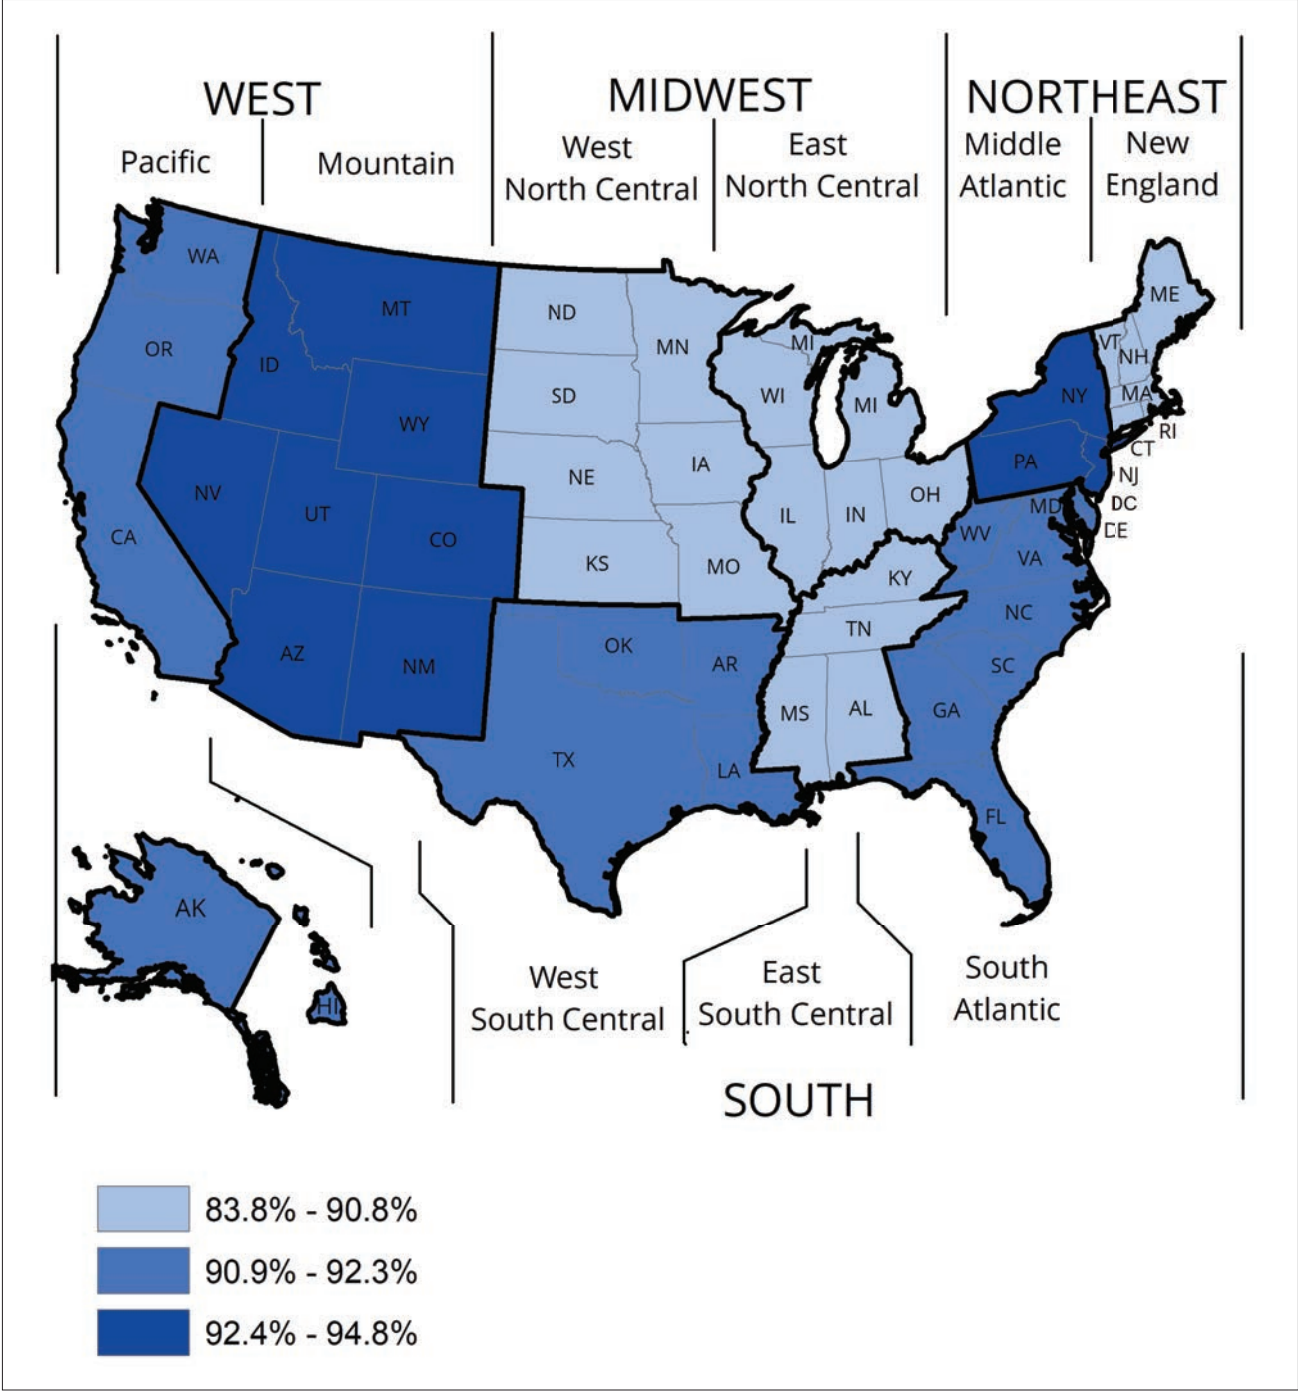 WEST
MIDWEST
NORTHEAST
Pacific
Mountain
West
North Central
East
North Central
Middle
Atlantic
New
England
WA
OR
CA
MT
ID
WY
NV
UT
CO
AZ
NM
ND
SD
NE
KS
MN
IA
MO
WI
MI
MI
IL
IN
OH
KY
TN
MS
AL
OK
AR
TX
LA
ME
VT
NH
MA
RI
CT
NY
PA
NJ
DC
DE
MD
WV
VA
NC
SC
GA
FL
AK
HI
West
South Central
East
South Central
South
Atlantic
SOUTH
83.8% - 90.8%
90.9% - 92.3%
92.4% - 94.8%